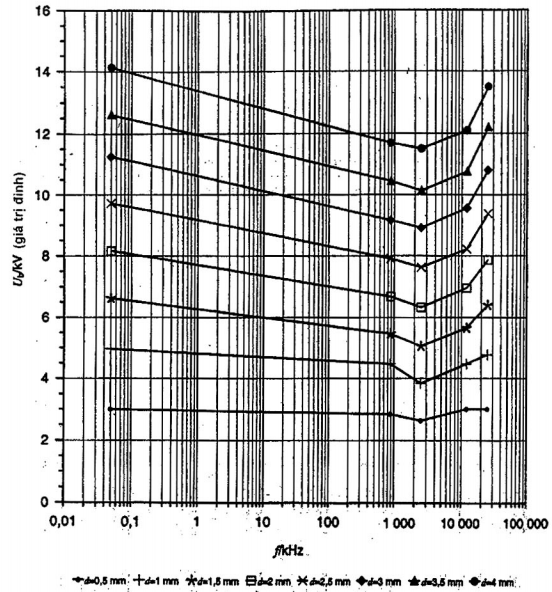 16
14
12
10
8
6
4
2
0
U_b/kV (giá trị đỉnh)
0,01 0,1 1 10 100 1 000 10 000 100 000
f/kHz
d=0,5 mm d=1 mm d=1,5 mm d=2 mm d=2,5 mm d=3 mm d=3,5 mm d=4 mm